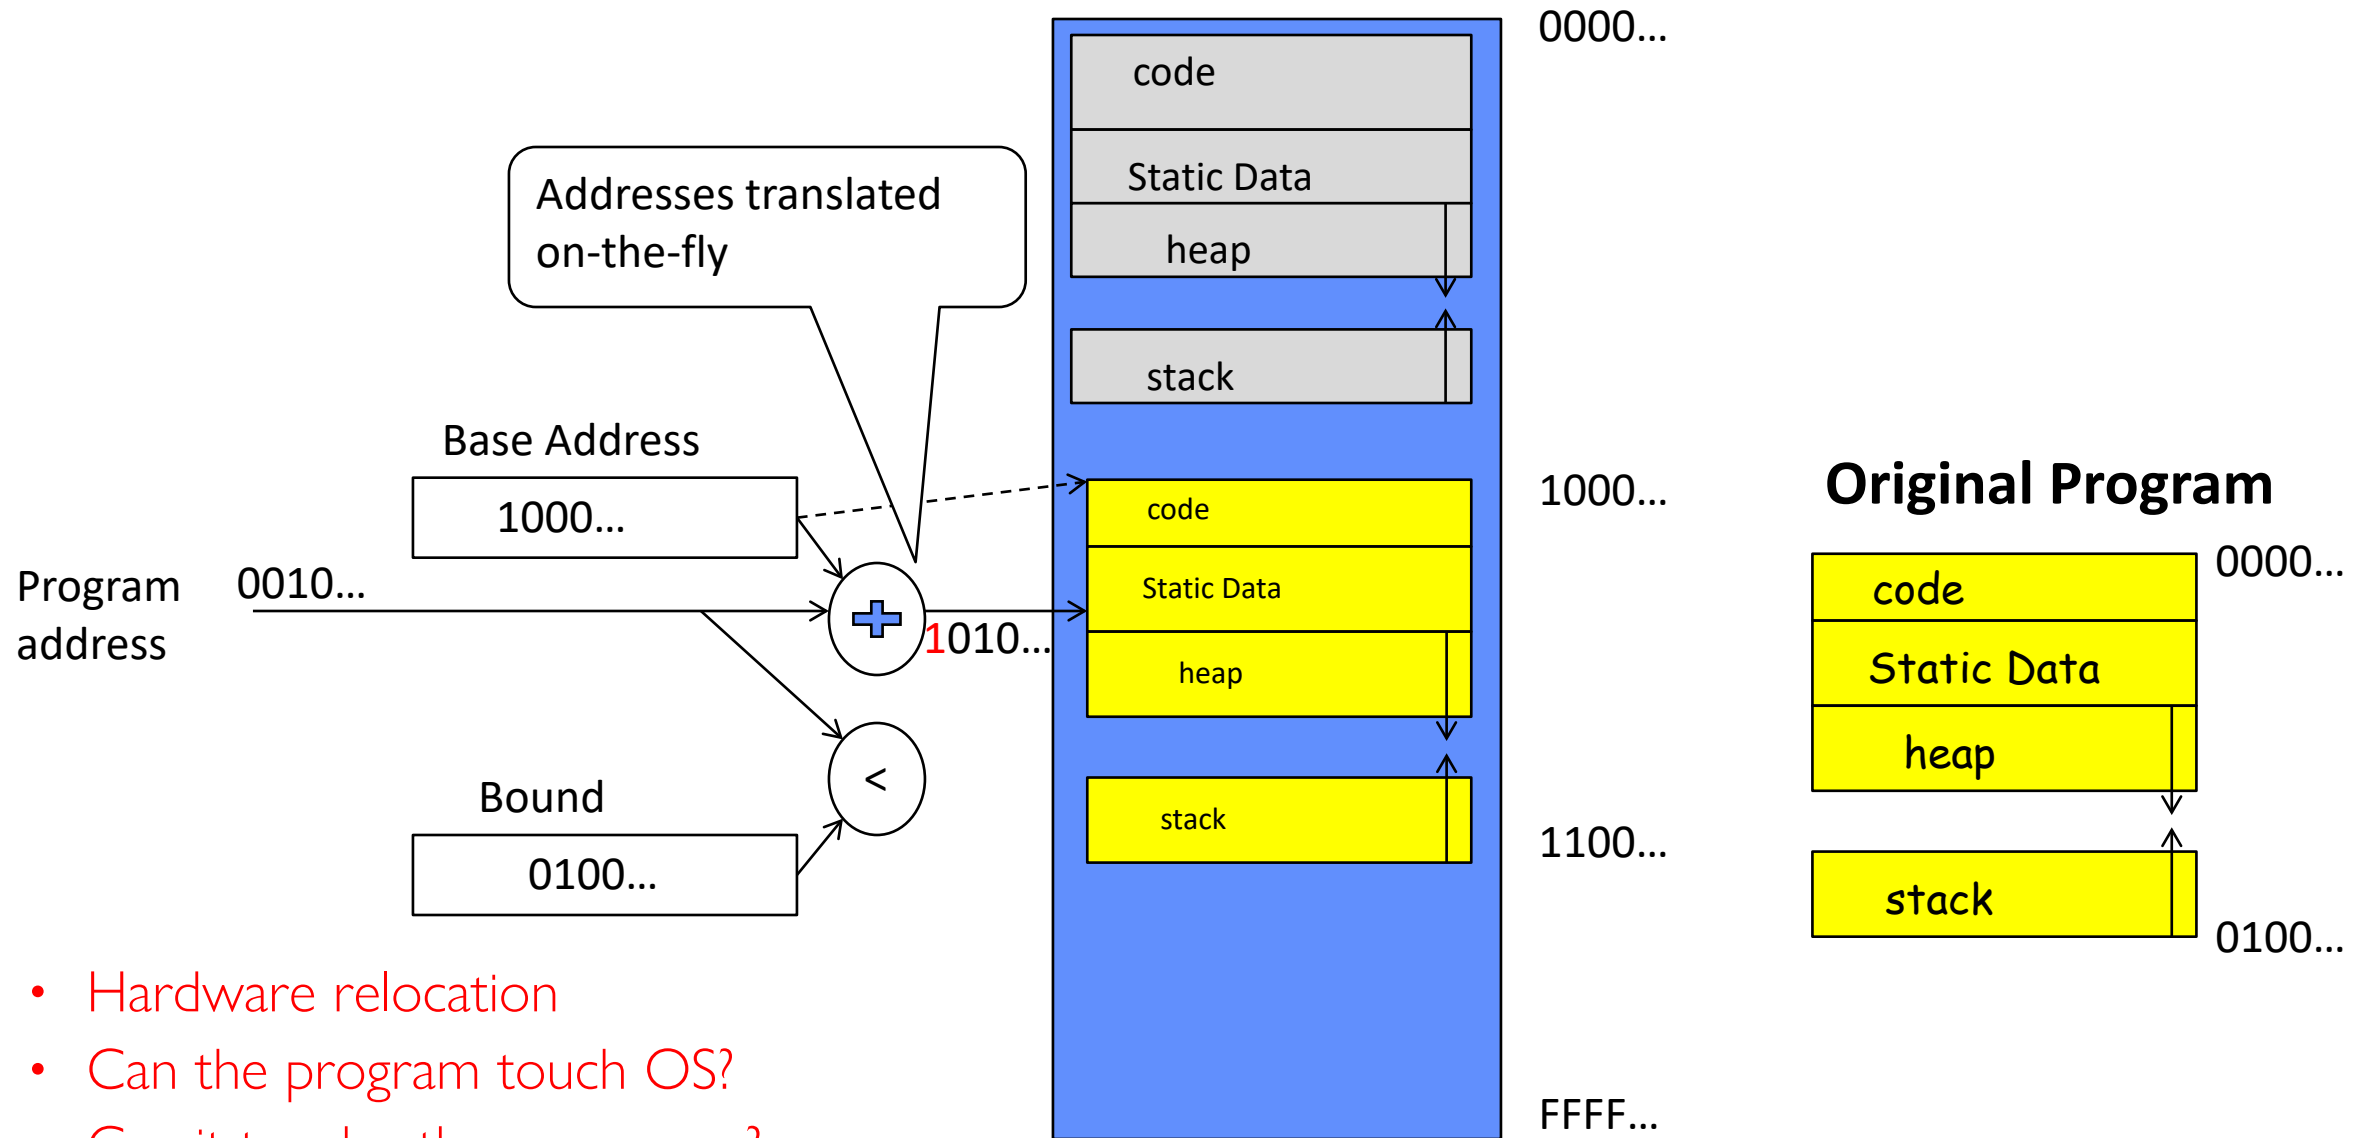 0000...
code
Static Data
heap
stack
Addresses translated
on-the-fly
Base Address
1000...
Program
address
0010...
1010...
<
Bound
0100...
code
Static Data
heap
stack
1000...
1100...
FFFF...
Original Program
0000...
code
Static Data
heap
stack
0100...
• Hardware relocation
• Can the program touch OS?